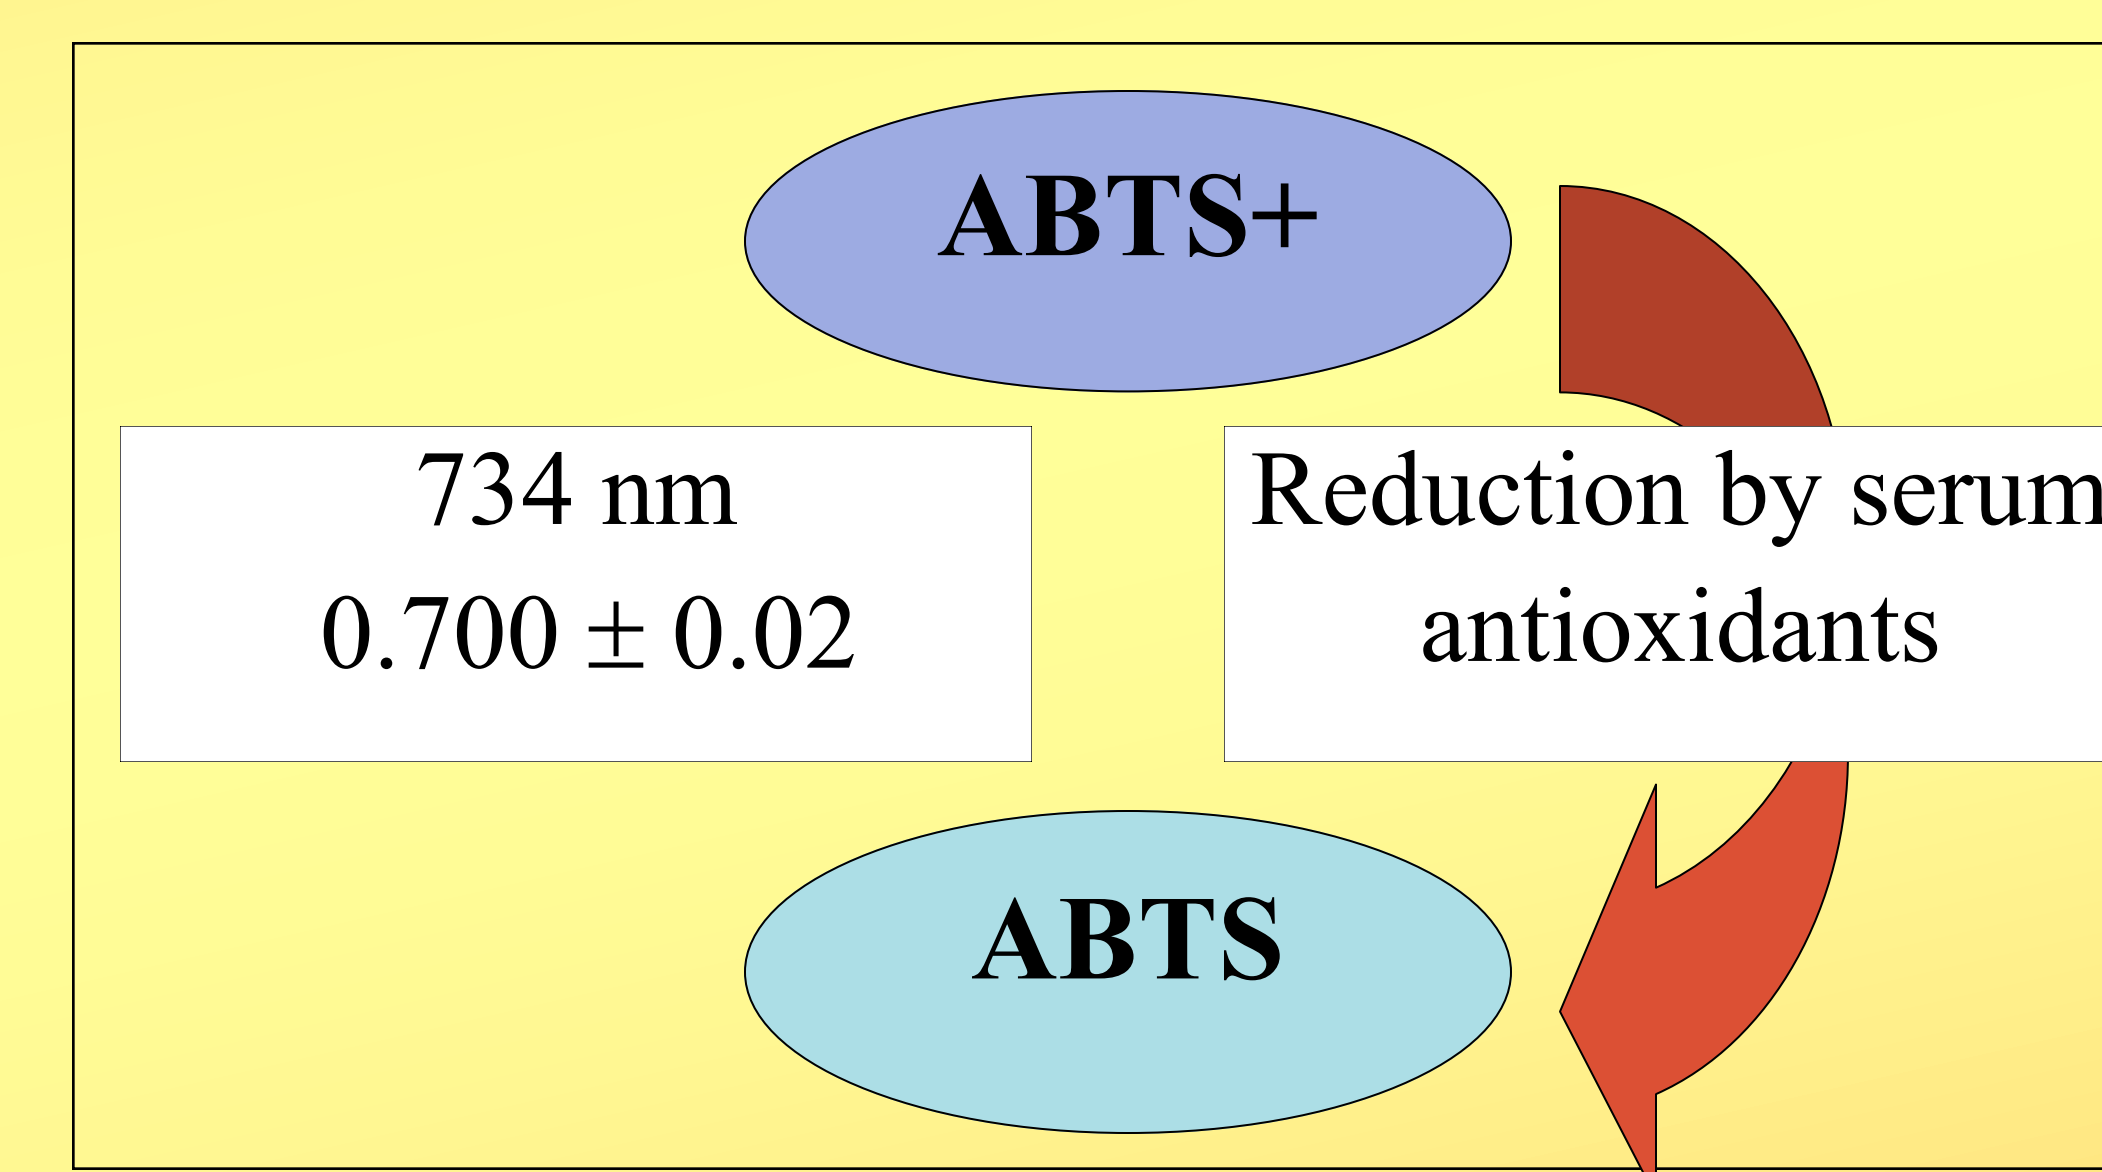 ABTS+
734 nm
0.700 ± 0.02
Reduction by serum
antioxidants
ABTS